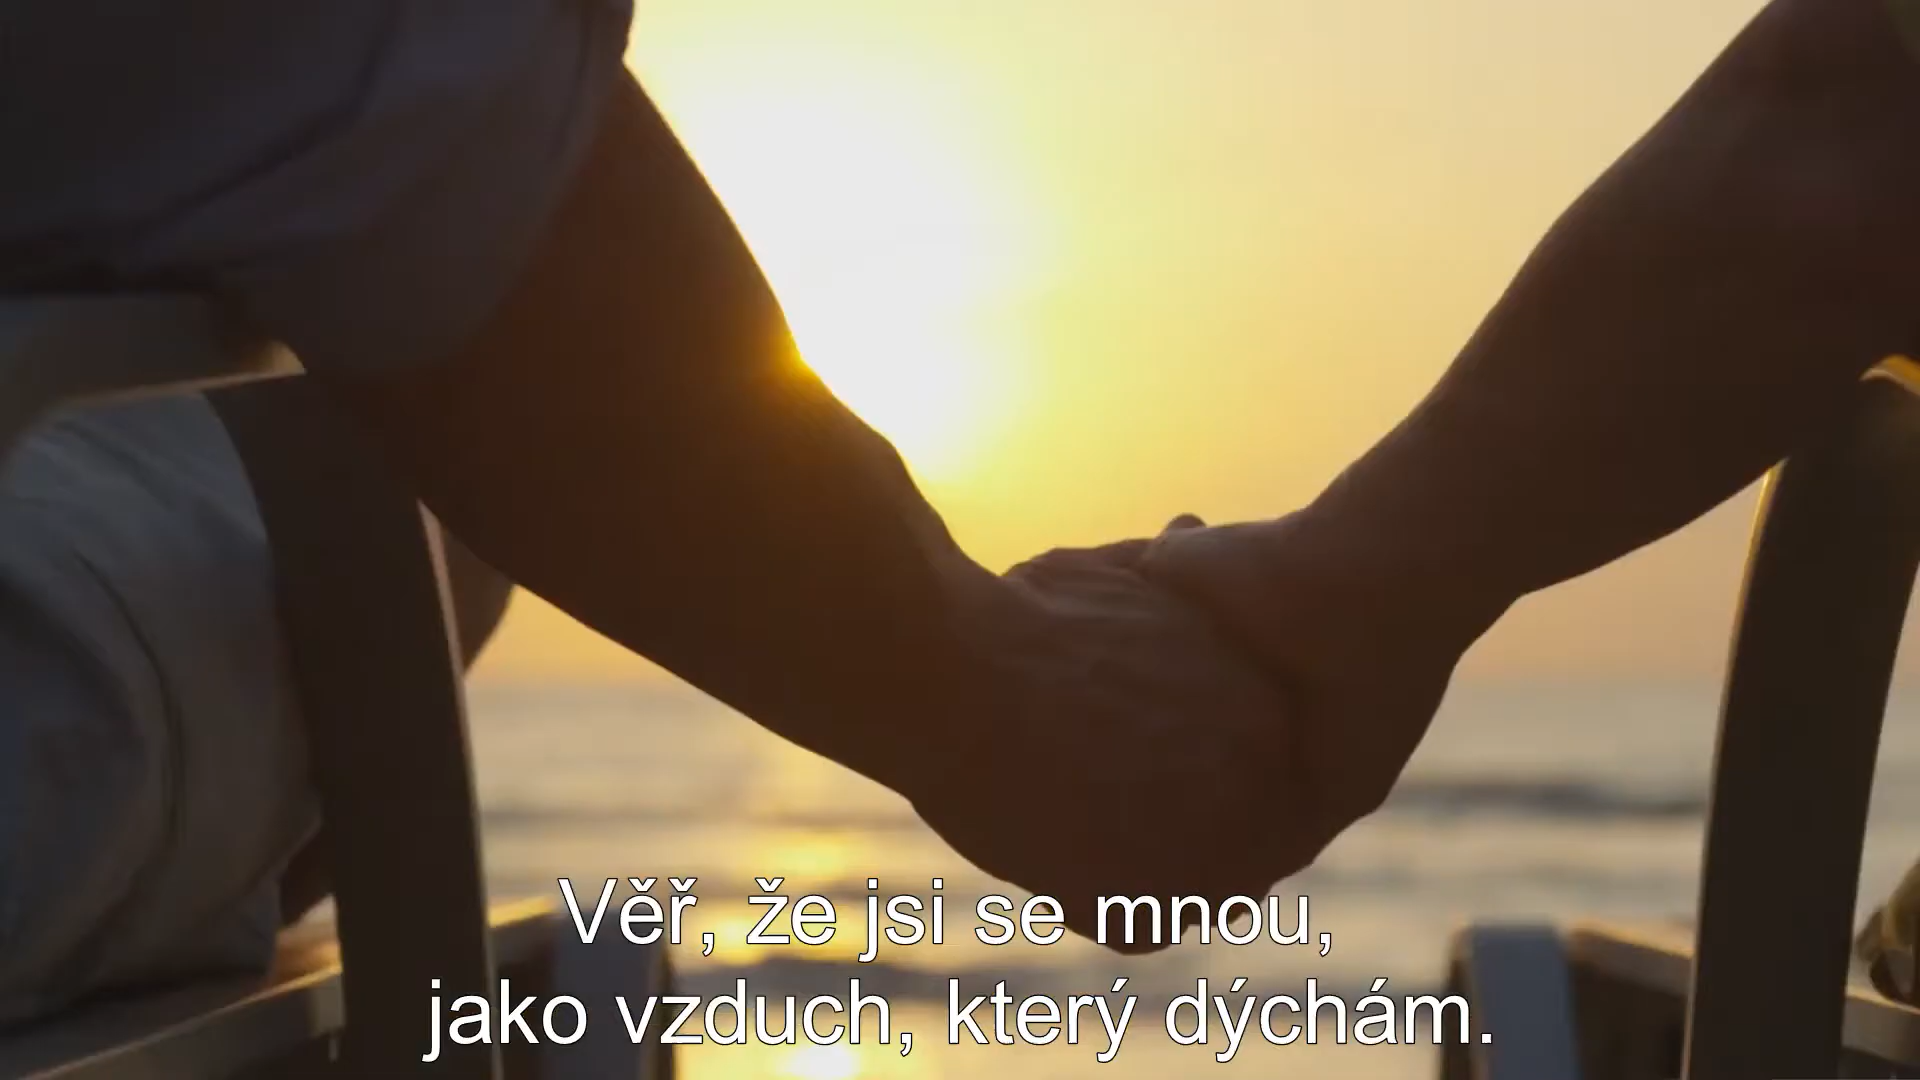 Věř, že jsi se mnou,
jako vzduch, který dýchám.